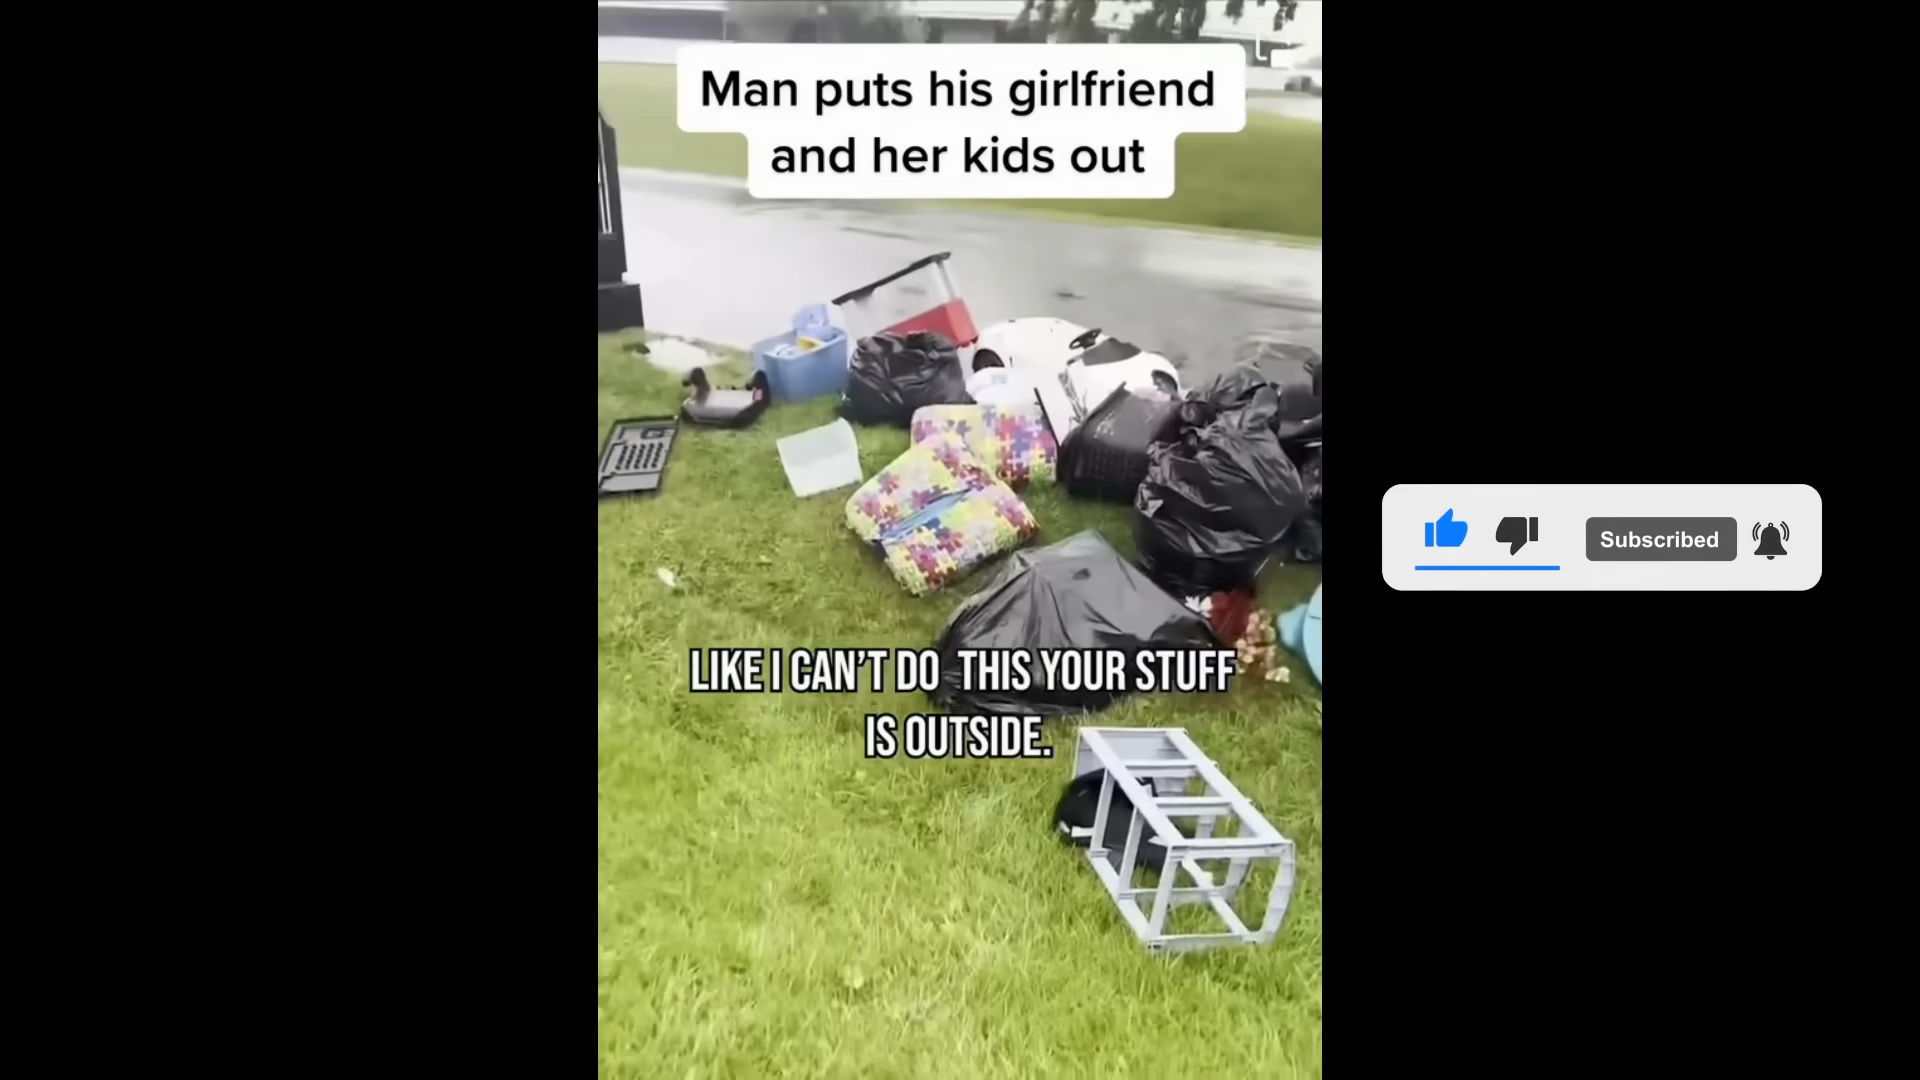 Man puts his girlfriend
and her kids out
LIKE I CAN'T DO  THIS YOUR STUFF
IS OUTSIDE.
Subscribed